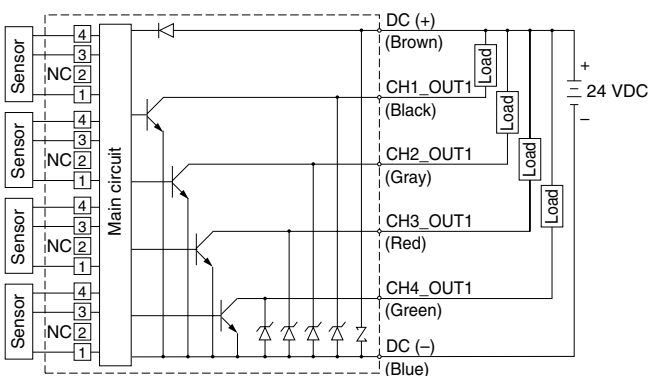 DC (+)
(Brown)
CH1_OUT1
(Black)
CH2_OUT1
(Gray)
CH3_OUT1
(Red)
CH4_OUT1
(Green)
DC (–)
(Blue)
Load
Load
Load
Load
+
24 VDC
–
Main circuit
Sensor
4
3
NC 2
1
Sensor
4
3
NC 2
1
Sensor
4
3
NC 2
1
Sensor
4
3
NC 2
1